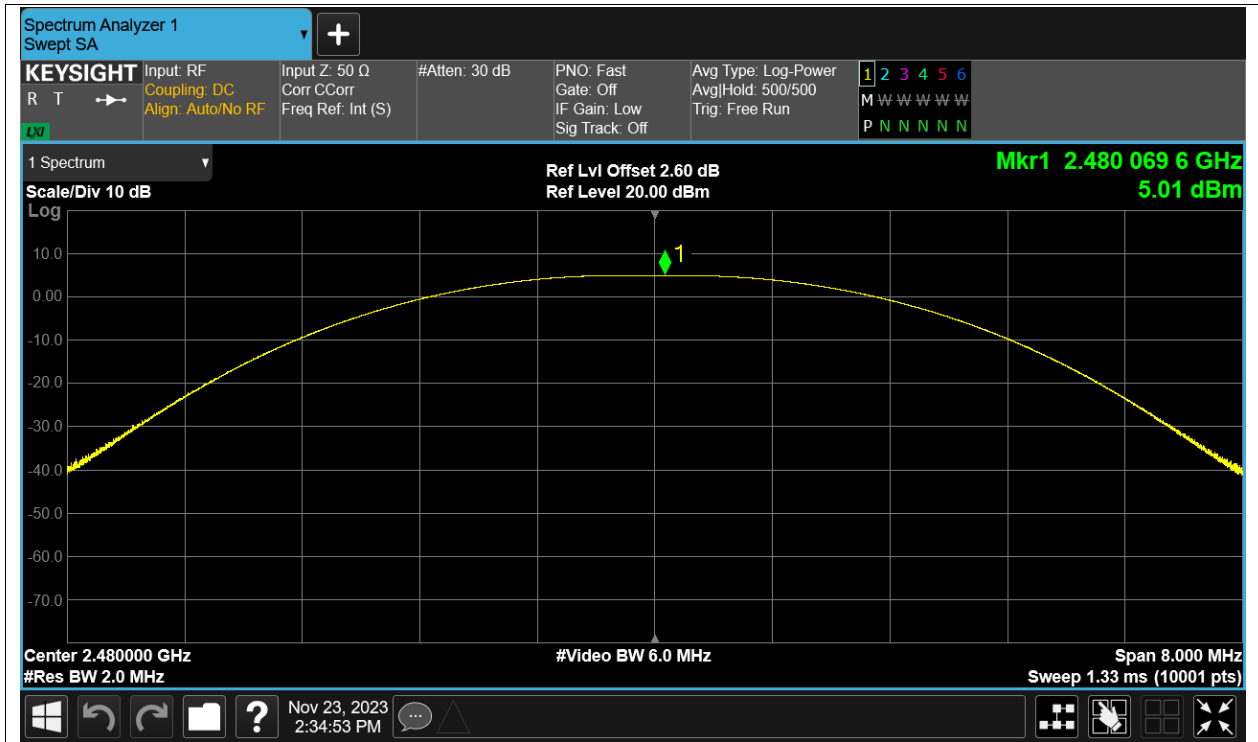 Spectrum Analyzer 1
Swept SA
KEYSIGHT
R T
LXI
Input: RF
Coupling: DC
Align: Auto/No RF
Input Z: 50 Ω
Corr CCorr
Freq Ref: Int (S)
#Atten: 30 dB
PNO: Fast
Gate: Off
IF Gain: Low
Sig Track: Off
Avg Type: Log-Power
Avg|Hold: 500/500
Trig: Free Run
1 2 3 4 5 6
M W W W W W
P N N N N N
1 Spectrum
Scale/Div 10 dB
Log
Ref Lvl Offset 2.60 dB
Ref Level 20.00 dBm
Mkr1 2.480 069 6 GHz
5.01 dBm
1
10.0
0.00
-10.0
-20.0
-30.0
-40.0
-50.0
-60.0
-70.0
Center 2.480000 GHz
#Res BW 2.0 MHz
#Video BW 6.0 MHz
Span 8.000 MHz
Sweep 1.33 ms (10001 pts)
?
Nov 23, 2023
2:34:53 PM